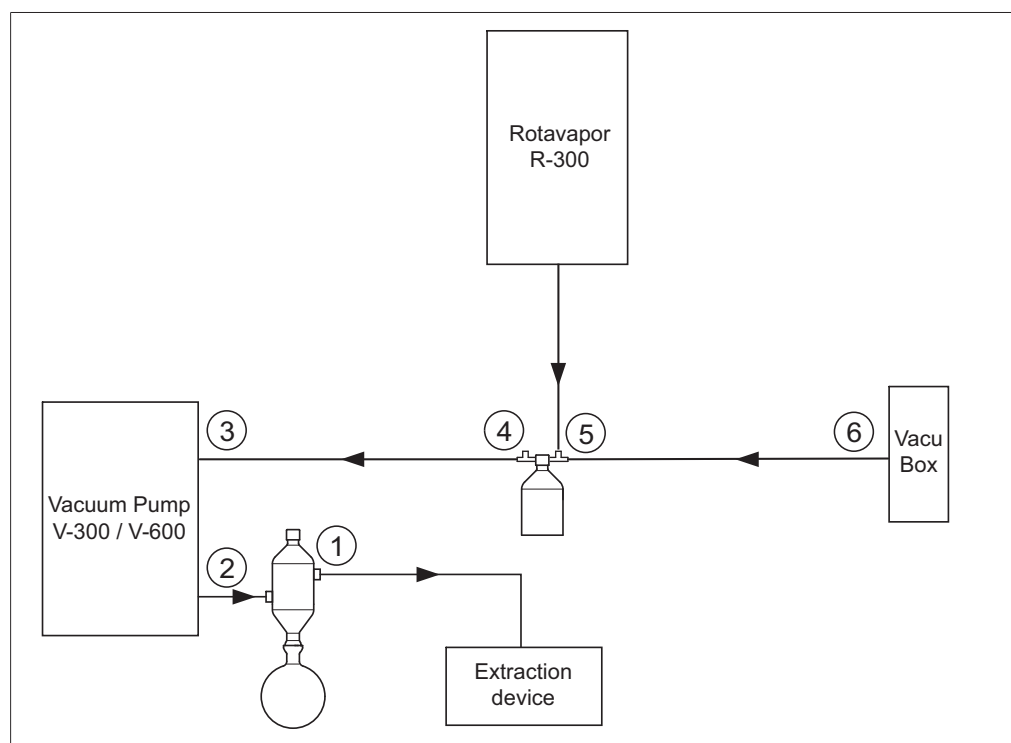 Rotavapor
R-300
3
4
5
6
Vacu
Box
Vacuum Pump
V-300 / V-600
2
1
Extraction
device